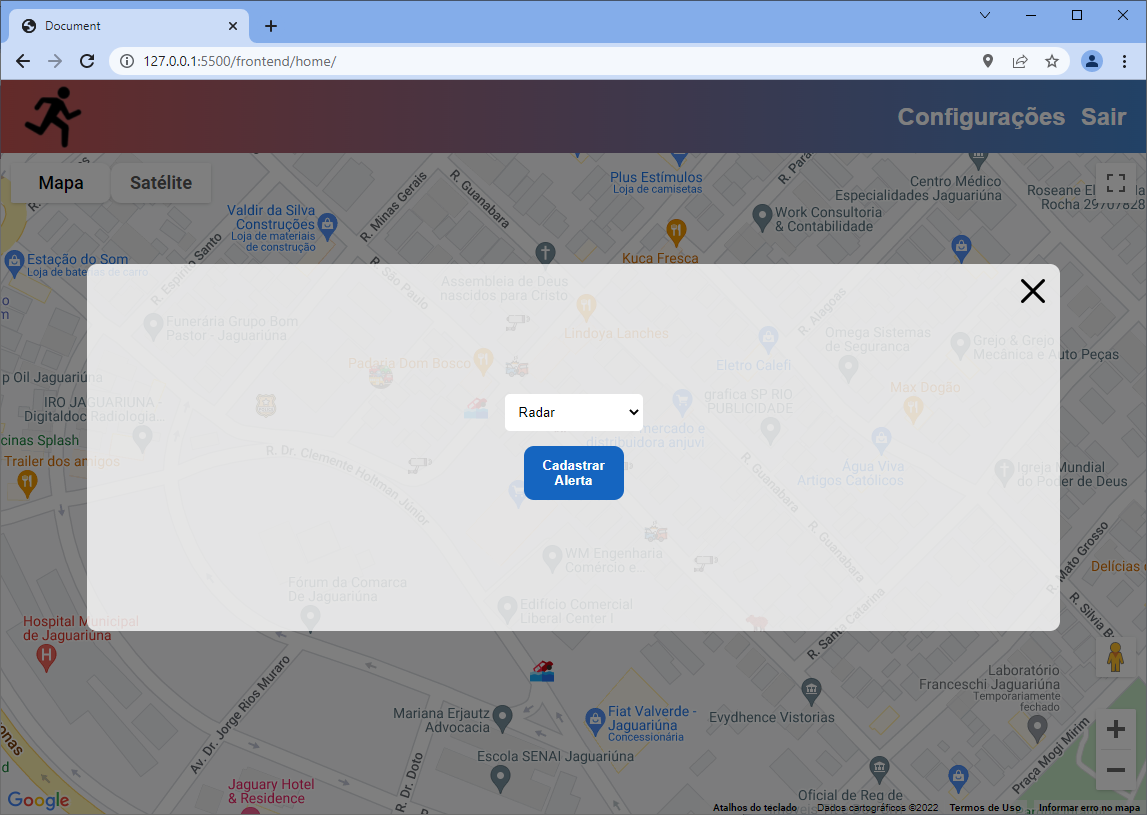 Document
127.0.0.1:5500/frontend/home/
Configurações Sair
Mapa
Satélite
R. Minas Gerais
R. Guanabara
Plus Estímulos
Loja de camisetas
R. Pará
Centro Médico
Especialidades Jaguariúna
Roseane El
la
Rocha 29707828
Valdir da Silva
Construções
Loja de materiais
de construção
Work Consultoria
& Contabilidade
R. Espírito Santo
Estação do Som
Loja de baterias de carro
Kuca Fresca
R. São Paulo
Assembleia de Deus
nascidos para Cristo
R. Alagoas
Funerária Grupo Bom
Pastor - Jaguariúna
Lindoya Lanches
Omega Sistemas
de Segurança
Grejo & Grejo
Mecânica e Auto Peças
Padaça Dom Bosco
Eletro Calefi
p Oil Jaguariúna
Max Dogão
IRO JAGUARIÚNA -
Digitaldoc Radiologia...
grafica SP RIO
PUBLICIDADE
Radar
cinas Splash
mercado e
distribuidora anjuvi
Trailer dos amigos
R. Dr. Clemente Hoitman Júnior
Cadastrar
Alerta
R. Guanabara
Água Viva
Artigos Católicos
Igreja Mundial
do Poder de Deus
R. Guanabara
R. Mato Grosso
WM Engenharia
Comércio e...
Delícias
Fórum da Comarca
De Jaguariúna
Edifício Comercial
Liberal Center I
R. Santa Catarina
R. Silvia B
Hospital Municipal
de Jaguariúna
H
Av. Dr. Jorge Rios Muraro
Laboratório
Franceschi Jaguariúna
Temporariamente
fechado
Mariana Erjautz
Advocacia
Fiat Valverde -
Jaguariúna
Concessionária
Evydhence Vistorias
onas
Escola SENAI Jaguariúna
R. Dr. Doto
Praça Mogi Mirim
d
Jaguary Hotel
& Residence
Oficial de Reg de
Google
Atalhos do teclado
Dados cartográficos ©2022
Termos de Uso
Informar erro no mapa